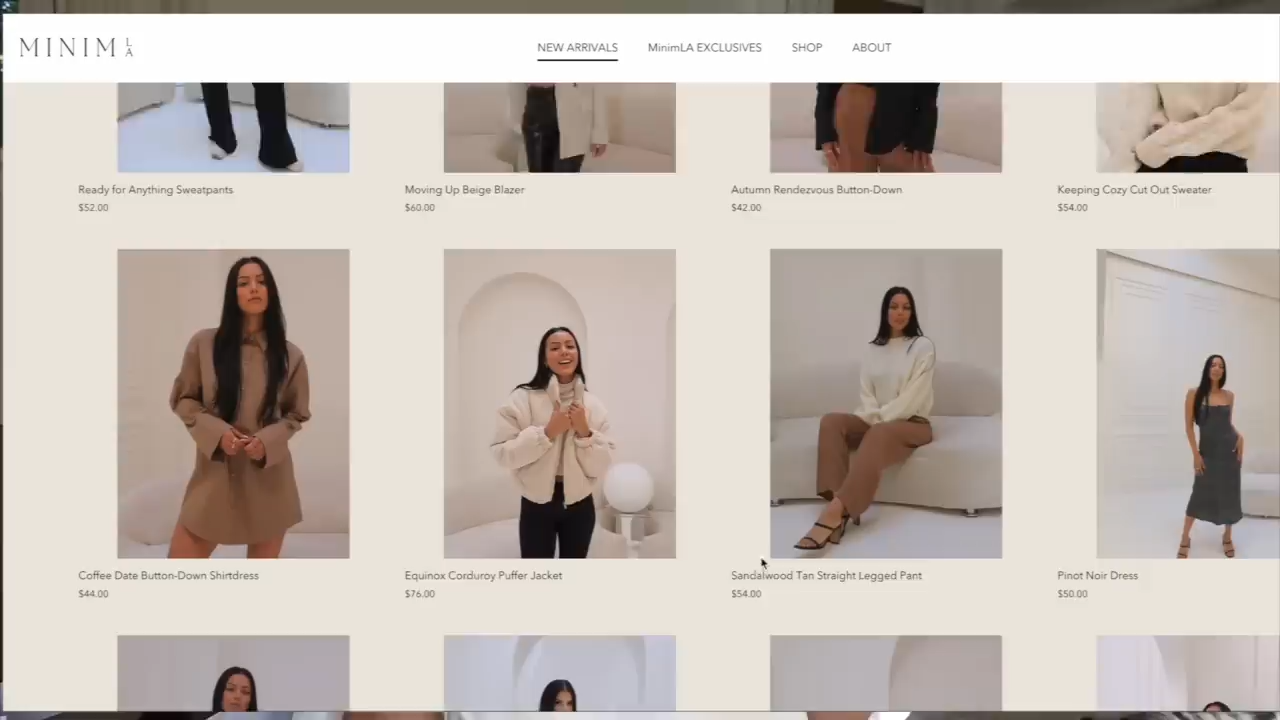 MINIM LA
NEW ARRIVALS
MinimLA EXCLUSIVES
SHOP
ABOUT
Ready for Anything Sweatpants
$52.00
Moving Up Beige Blazer
$60.00
Autumn Rendezvous Button-Down
$42.00
Keeping Cozy Cut Out Sweater
$54.00
Coffee Date Button-Down Shirtdress
$44.00
Equinox Corduroy Puffer Jacket
$76.00
Sandalwood Tan Straight Legged Pant
$54.00
Pinot Noir Dress
$50.00